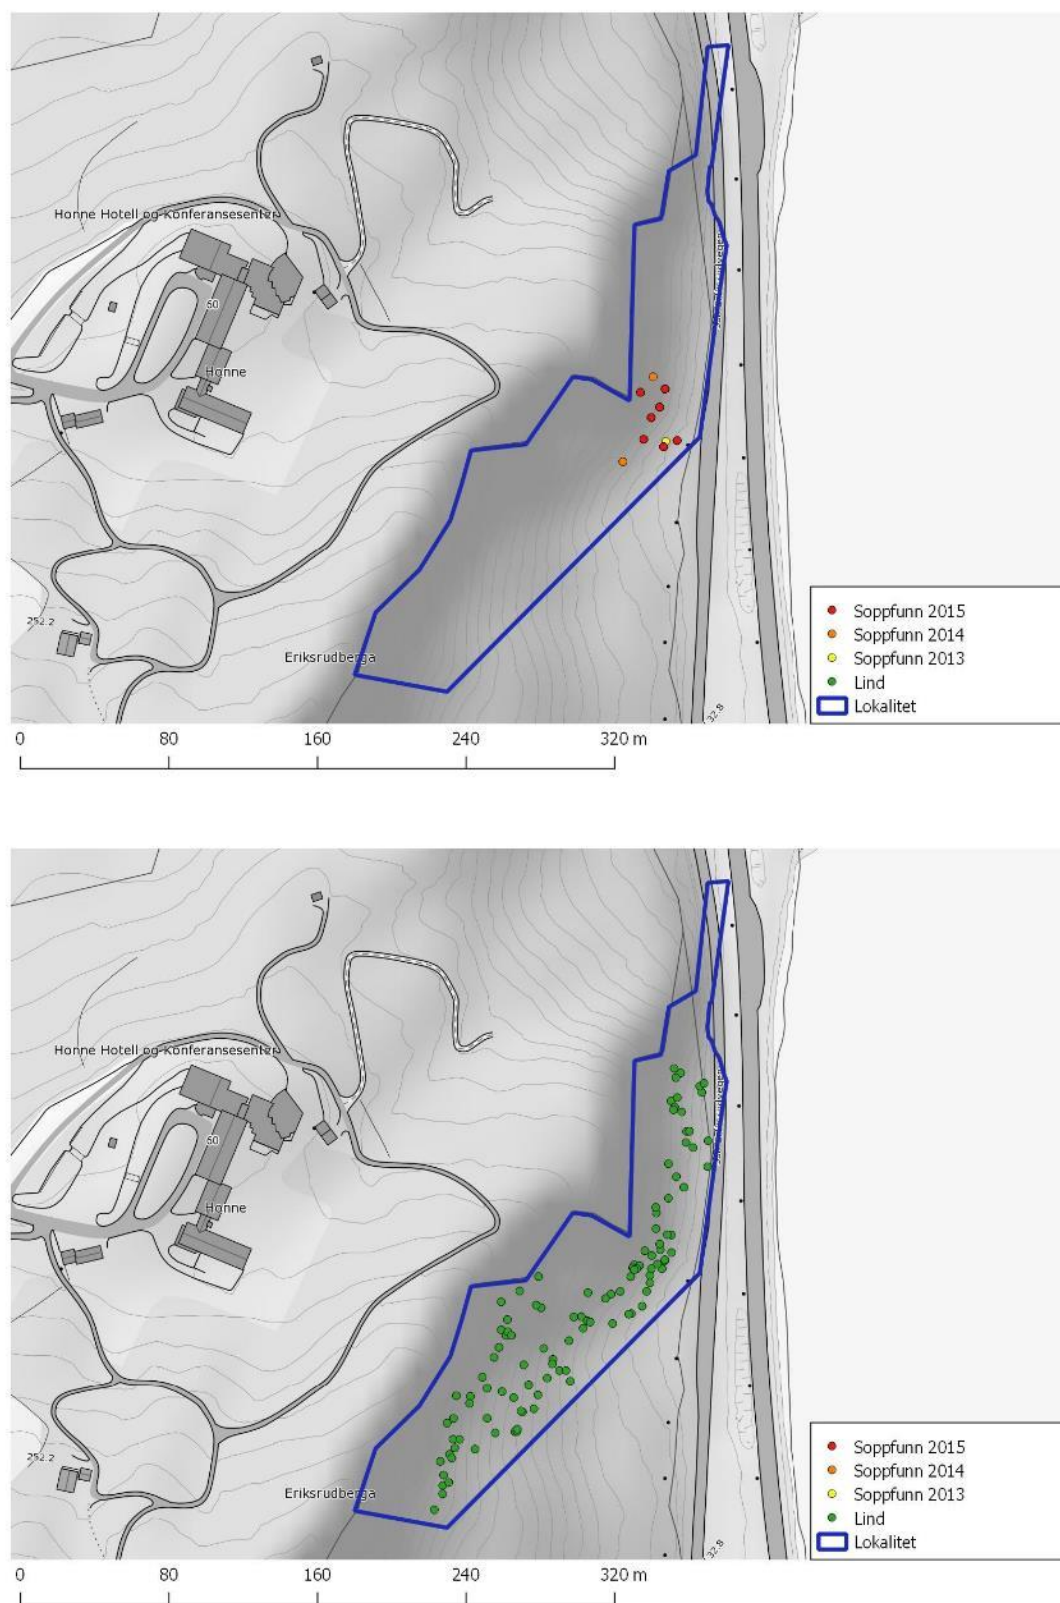 Honne Hotell og Konferansesenter
60
Honne
252.2
Eriksrudberga
32.8
Soppfunn 2015
Soppfunn 2014
Soppfunn 2013
Lind
Lokalitet
0 80 160 240 320 m
Honne Hotell og Konferansesenter
60
Honne
252.2
Eriksrudberga
32.8
Soppfunn 2015
Soppfunn 2014
Soppfunn 2013
Lind
Lokalitet
0 80 160 240 320 m